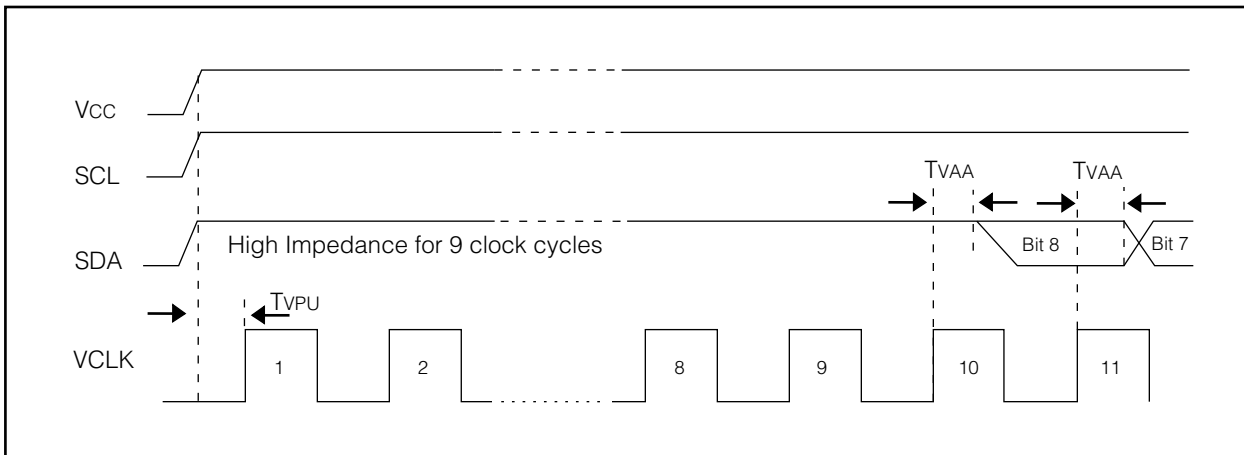 VCC
SCL
TVAA TVAA
SDA
High Impedance for 9 clock cycles
Bit 8 Bit 7
TVPU
VCLK
1 2 8 9 10 11